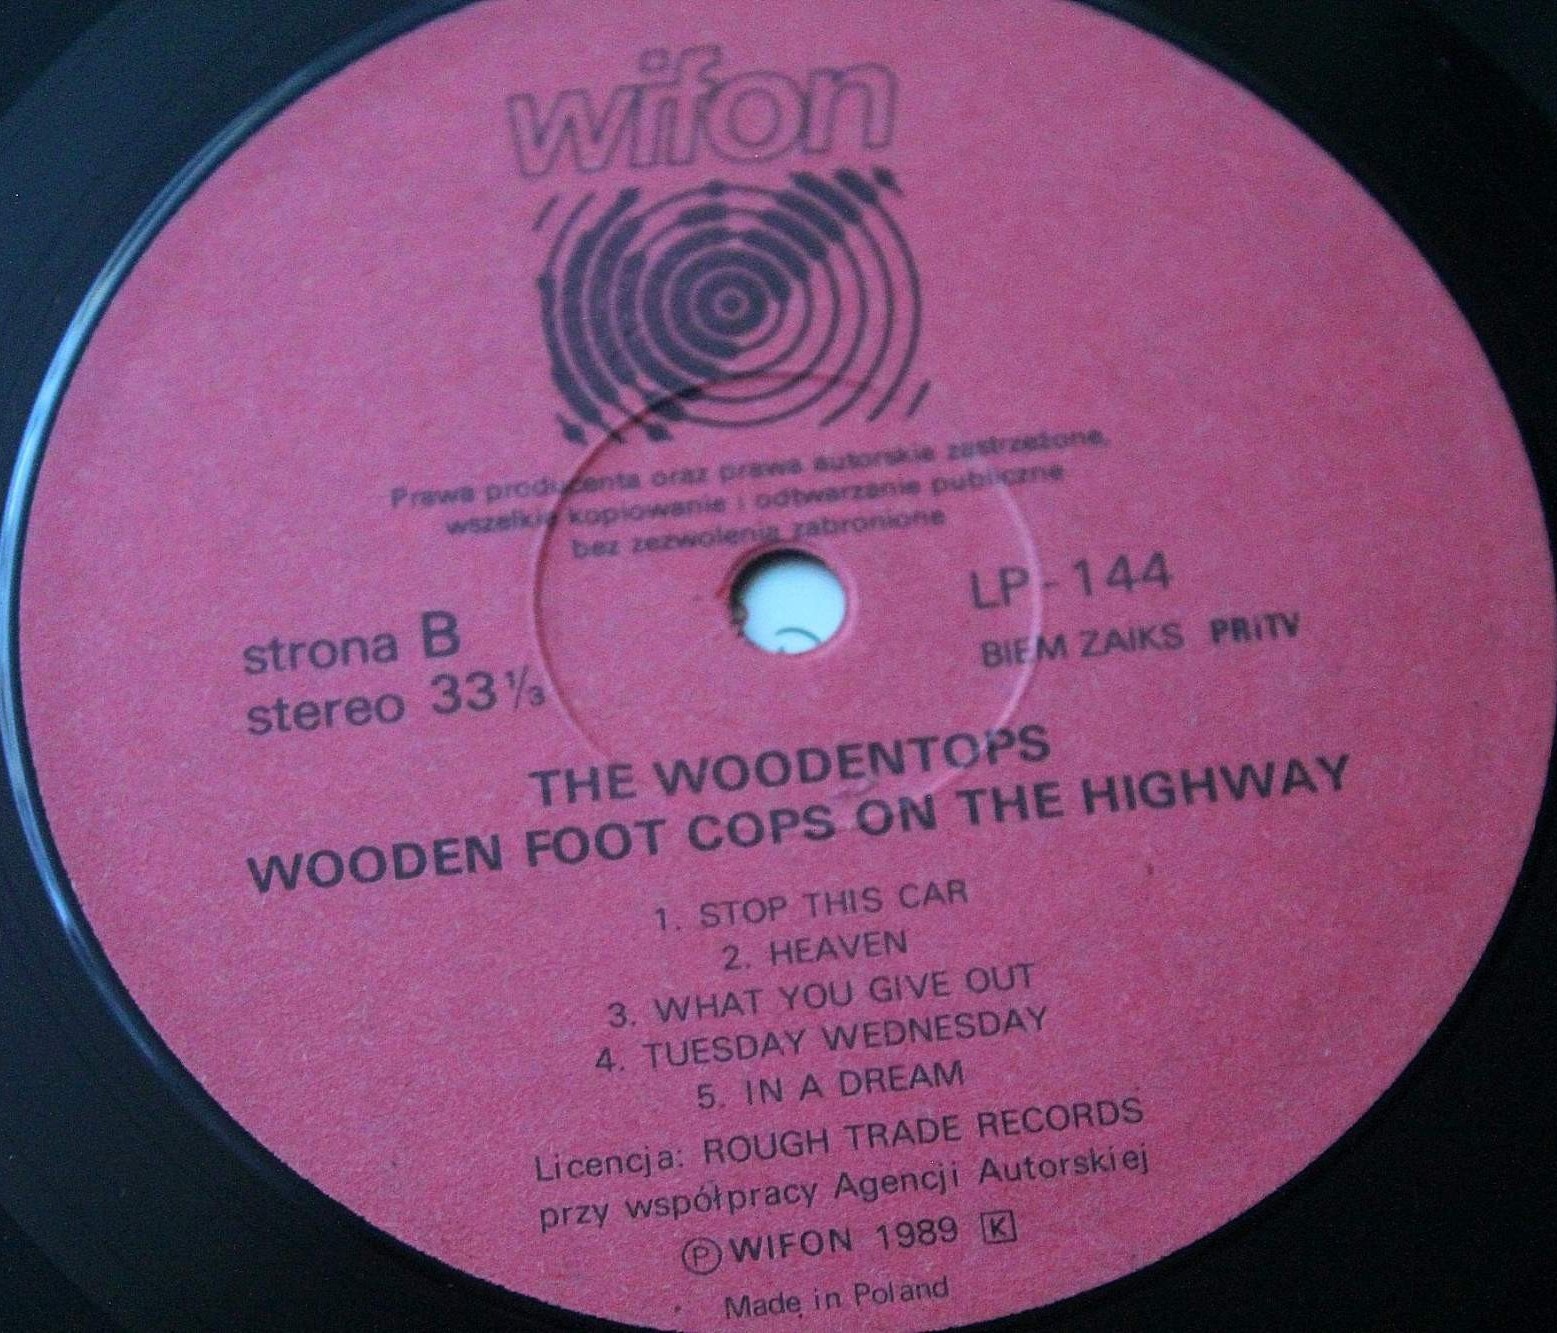 wifon
Prawa producenta oraz prawa autorskie zastrzeżone,
wszelkie kopiowanie i odtwarzanie publiczne
bez zezwolenia zabronione
strona B
stereo 33⅓
LP-144
BIEM ZAIKS PRiTV
THE WOODENTOPS
WOODEN FOOT COPS ON THE HIGHWAY
1. STOP THIS CAR
2. HEAVEN
3. WHAT YOU GIVE OUT
4. TUESDAY WEDNESDAY
5. IN A DREAM
Licencja: ROUGH TRADE RECORDS
przy współpracy Agencji Autorskiej
Ⓟ WIFON 1989 K
Made in Poland